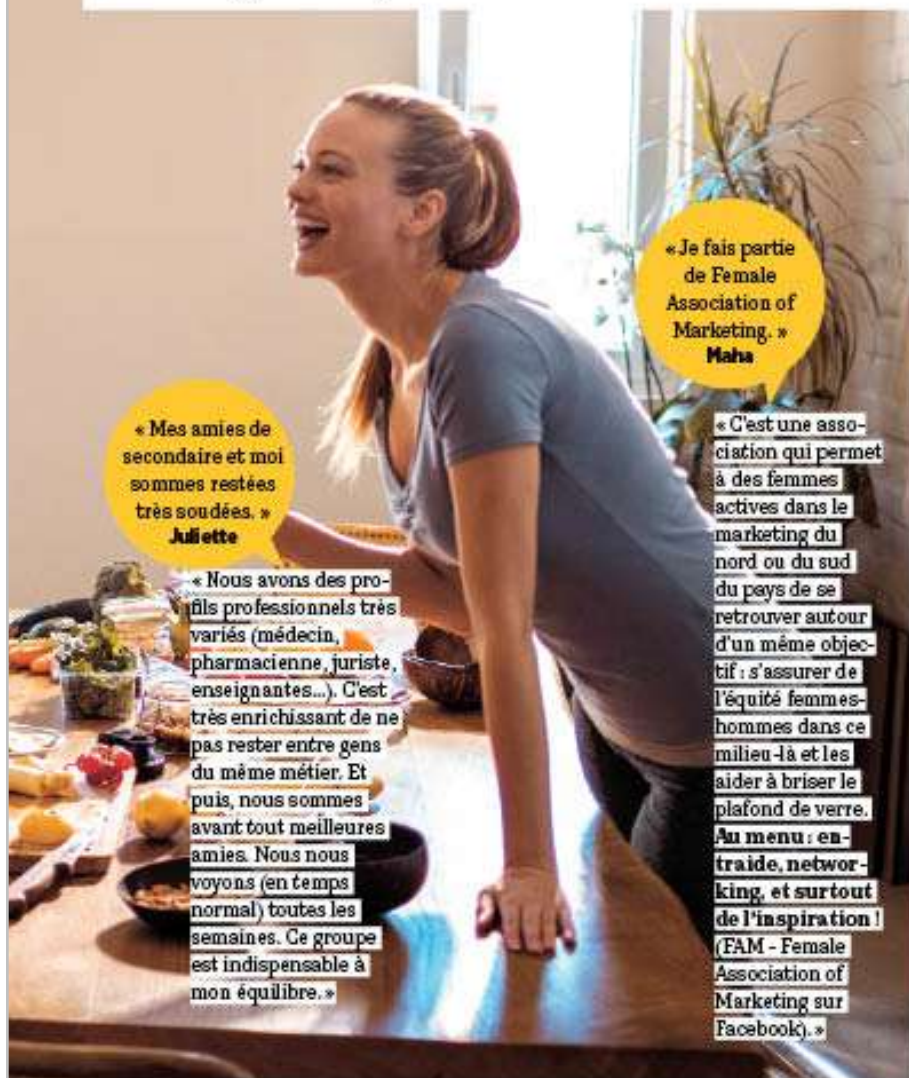 « Mes amies de
secondaire et moi
sommes restées
très soudées. »
Juliette
« Nous avons des pro-
fils professionnels très
variés (médecin,
pharmacienne, juriste,
enseignantes...). C'est
très enrichissant de ne
pas rester entre gens
du même métier. Et
puis, nous sommes
avant tout meilleures
amies. Nous nous
voyons (en temps
normal) toutes les
semaines. Ce groupe
est indispensable à
mon équilibre. »
« Je fais partie
de Female
Association of
Marketing. »
Maha
« C'est une asso-
ciation qui permet
à des femmes
actives dans le
marketing du
nord ou du sud
du pays de se
retrouver autour
d'un même objec-
tif : s'assurer de
l'équité femmes-
hommes dans ce
milieu-là et les
aider à briser le
plafond de verre.
Au menu : en-
traide, networ-
king, et surtout
de l'inspiration !
(FAM - Female
Association of
Marketing sur
Facebook). »